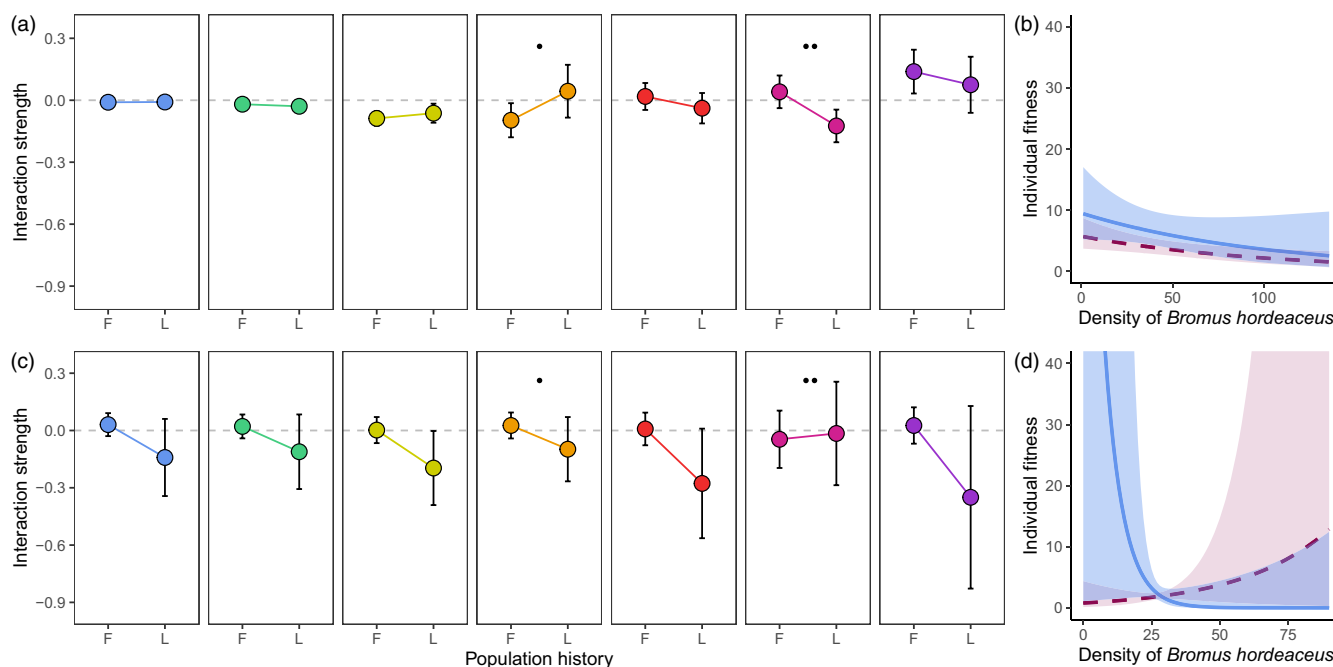 (a)
Interaction strength
0.3
0.0
−0.3
−0.6
−0.9
F L F L F L F L F L F L F L
(b)
Individual fitness
40
30
20
10
0
0 50 100
Density of Bromus hordeaceus
(c)
Interaction strength
0.3
0.0
−0.3
−0.6
−0.9
F L F L F L F L F L F L F L
Population history
(d)
Individual fitness
40
30
20
10
0
0 25 50 75
Density of Bromus hordeaceus